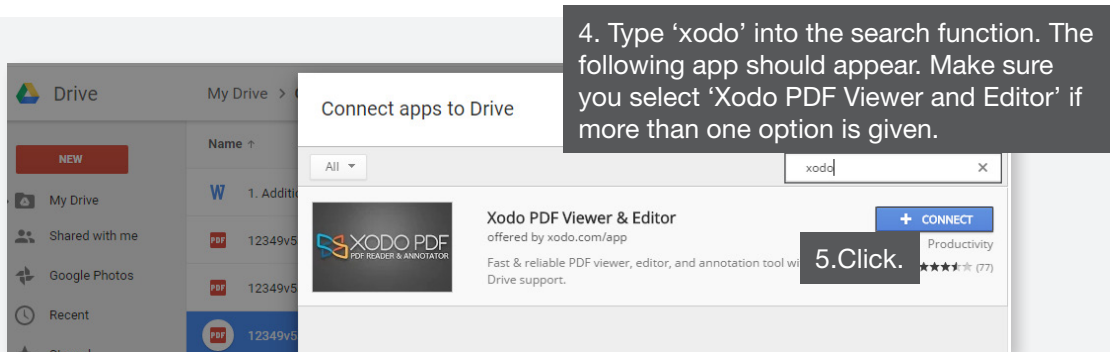 4. Type ‘xodo’ into the search function. The
following app should appear. Make sure
you select ‘Xodo PDF Viewer and Editor’ if
more than one option is given.
Drive
My Drive >
Connect apps to Drive
NEW
Name ↑
All
xodo
×
My Drive
Shared with me
Google Photos
Recent
W 1. Additio
PDF 12349v5
PDF 12349v5
PDF 12349v5
XODO PDF
PDF READER & ANNOTATOR
Xodo PDF Viewer & Editor
offered by xodo.com/app
Fast & reliable PDF viewer, editor, and annotation tool wi
Drive support.
+ CONNECT
Productivity
(77)
5.Click.